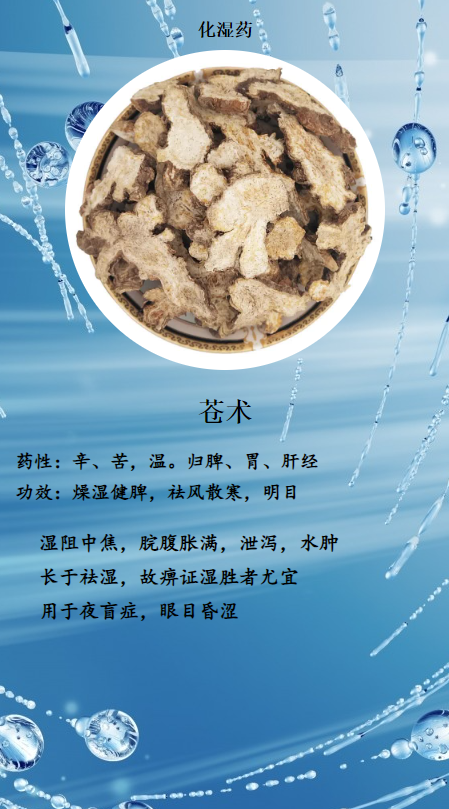 化湿药
苍术
药性：辛、苦，温。归脾、胃、肝经
功效：燥湿健脾，祛风散寒，明目
湿阻中焦，脘腹胀满，泄泻，水肿
长于祛湿，故痹证湿胜者尤宜
用于夜盲症，眼目昏涩